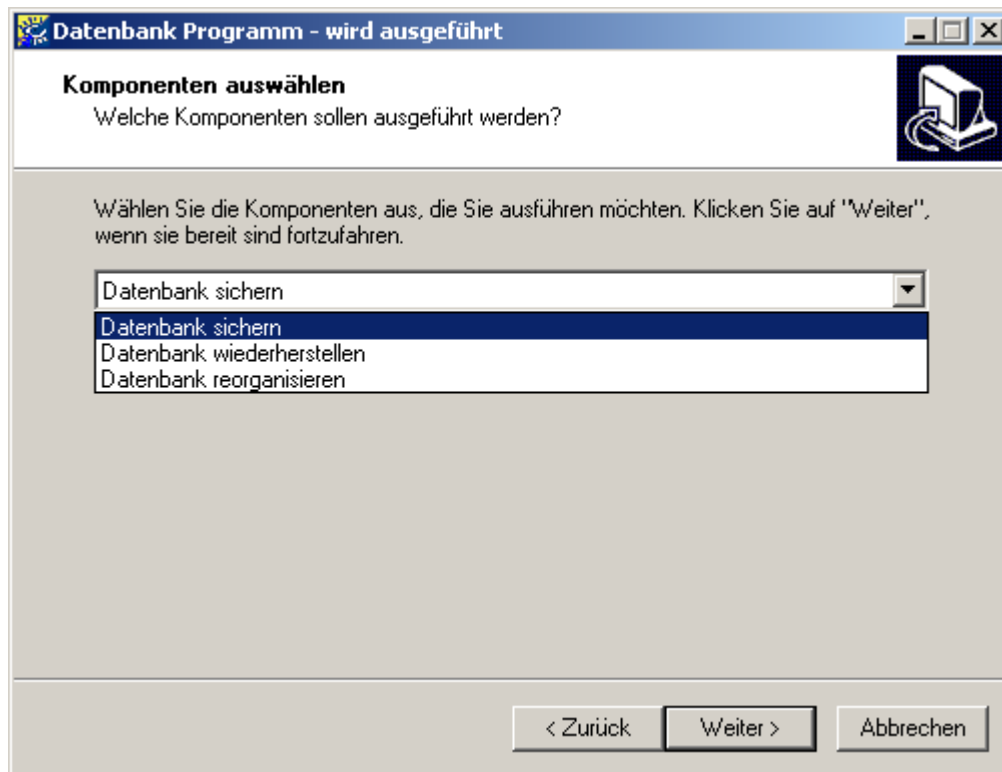 Datenbank Programm - wird ausgeführt
Komponenten auswählen
Welche Komponenten sollen ausgeführt werden?
Wählen Sie die Komponenten aus, die Sie ausführen möchten. Klicken Sie auf "Weiter",
wenn sie bereit sind fortzufahren.
Datenbank sichern
Datenbank sichern
Datenbank wiederherstellen
Datenbank reorganisieren
< Zurück
Weiter >
Abbrechen